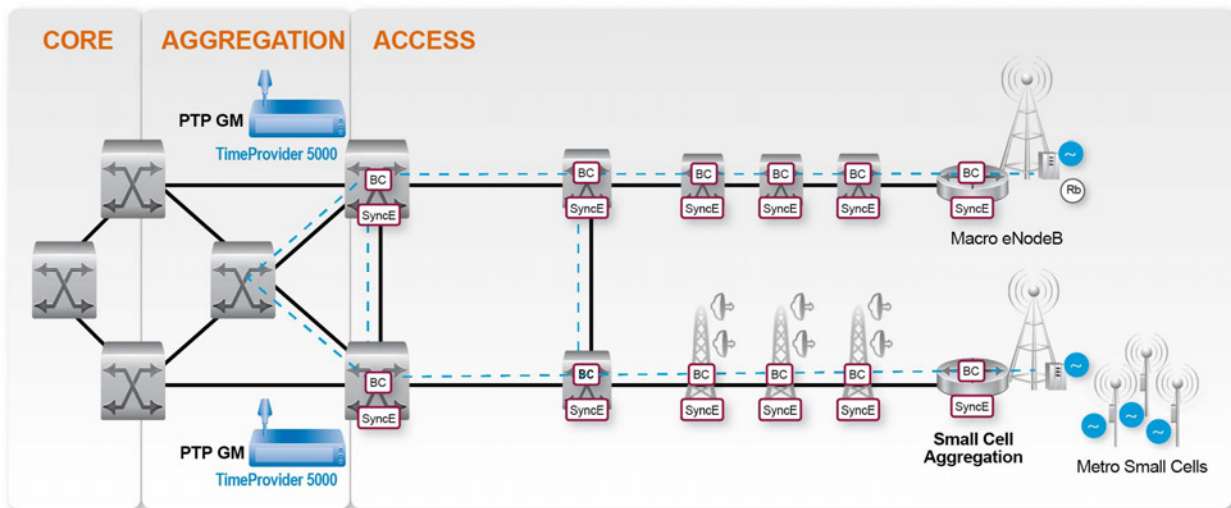 CORE
AGGREGATION
ACCESS
PTP GM
TimeProvider 5000
BC
SyncE
BC
SyncE
BC
SyncE
BC
SyncE
BC
SyncE
BC
SyncE
~
Rb
Macro eNodeB
BC
SyncE
BC
SyncE
BC
SyncE
BC
SyncE
BC
SyncE
BC
SyncE
~
~
~
~
PTP GM
TimeProvider 5000
Small Cell
Aggregation
Metro Small Cells